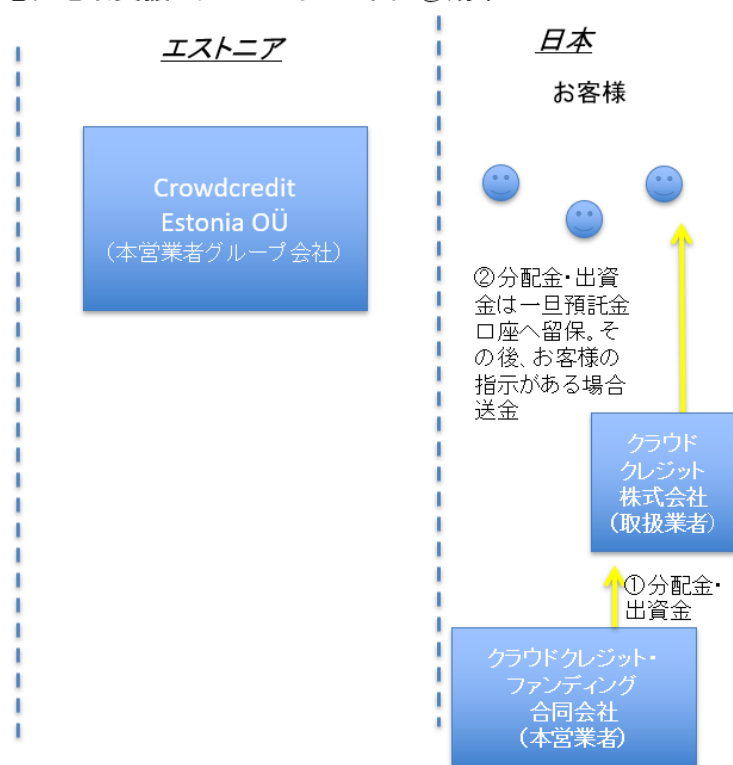 エストニア
日本
お客様
Crowdcredit
Estonia OÜ
(本営業者グループ会社)
②分配金・出資
金は一旦預託金
口座へ留保。そ
の後、お客様の
指示がある場合
送金
クラウド
クレジット
株式会社
(取扱業者)
①分配金・
出資金
クラウドクレジット・
ファンディング
合同会社
(本営業者)